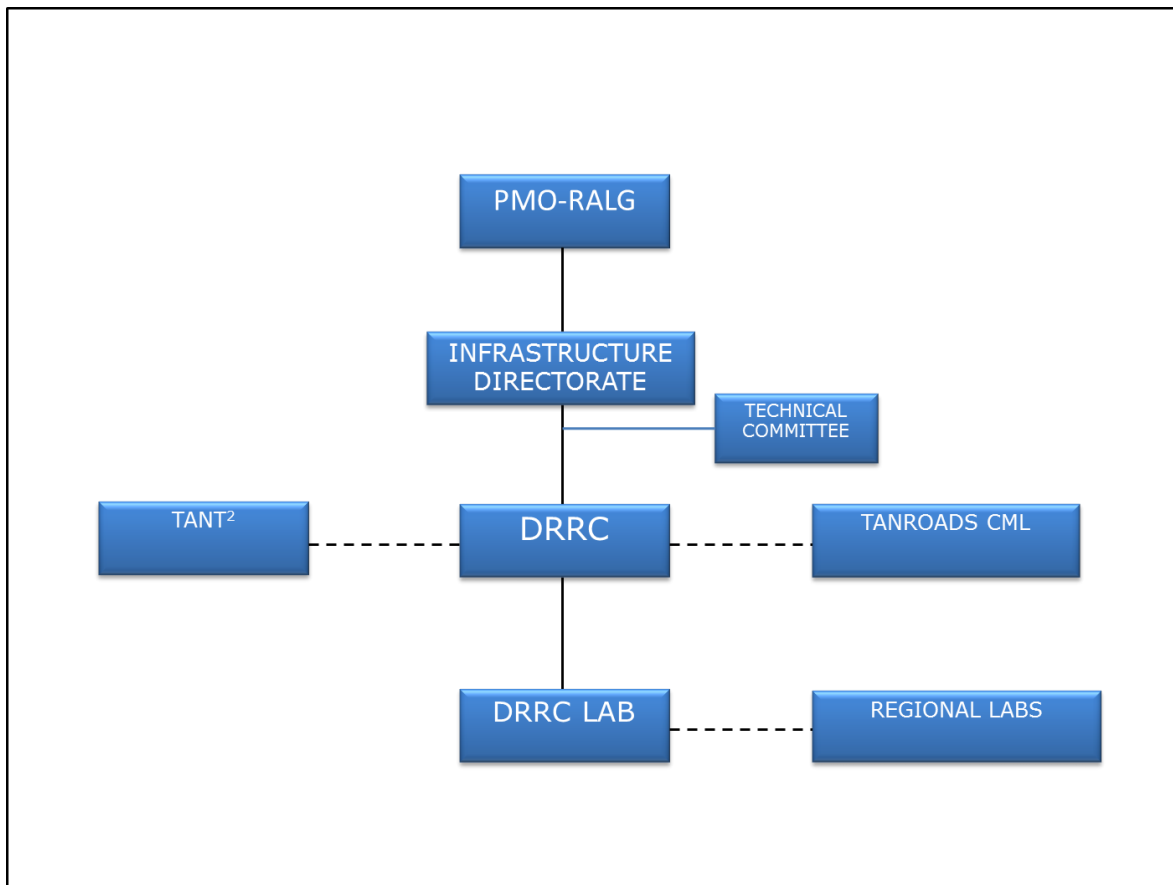 PMO-RALG
INFRASTRUCTURE
DIRECTORATE
TECHNICAL
COMMITTEE
TANT²
DRRC
TANROADS CML
DRRC LAB
REGIONAL LABS